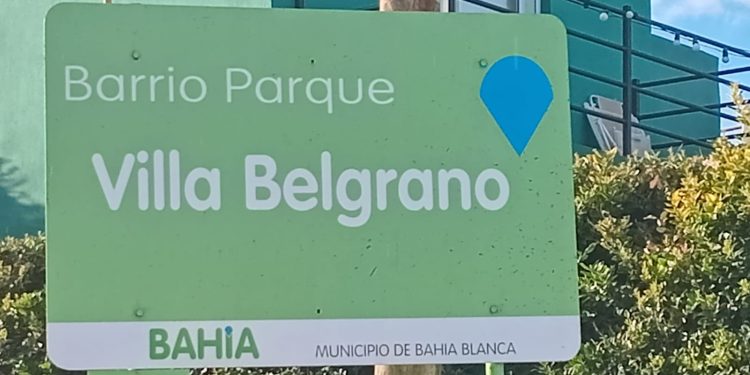 Barrio Parque
Villa Belgrano
BAHIA MUNICIPIO DE BAHIA BLANCA